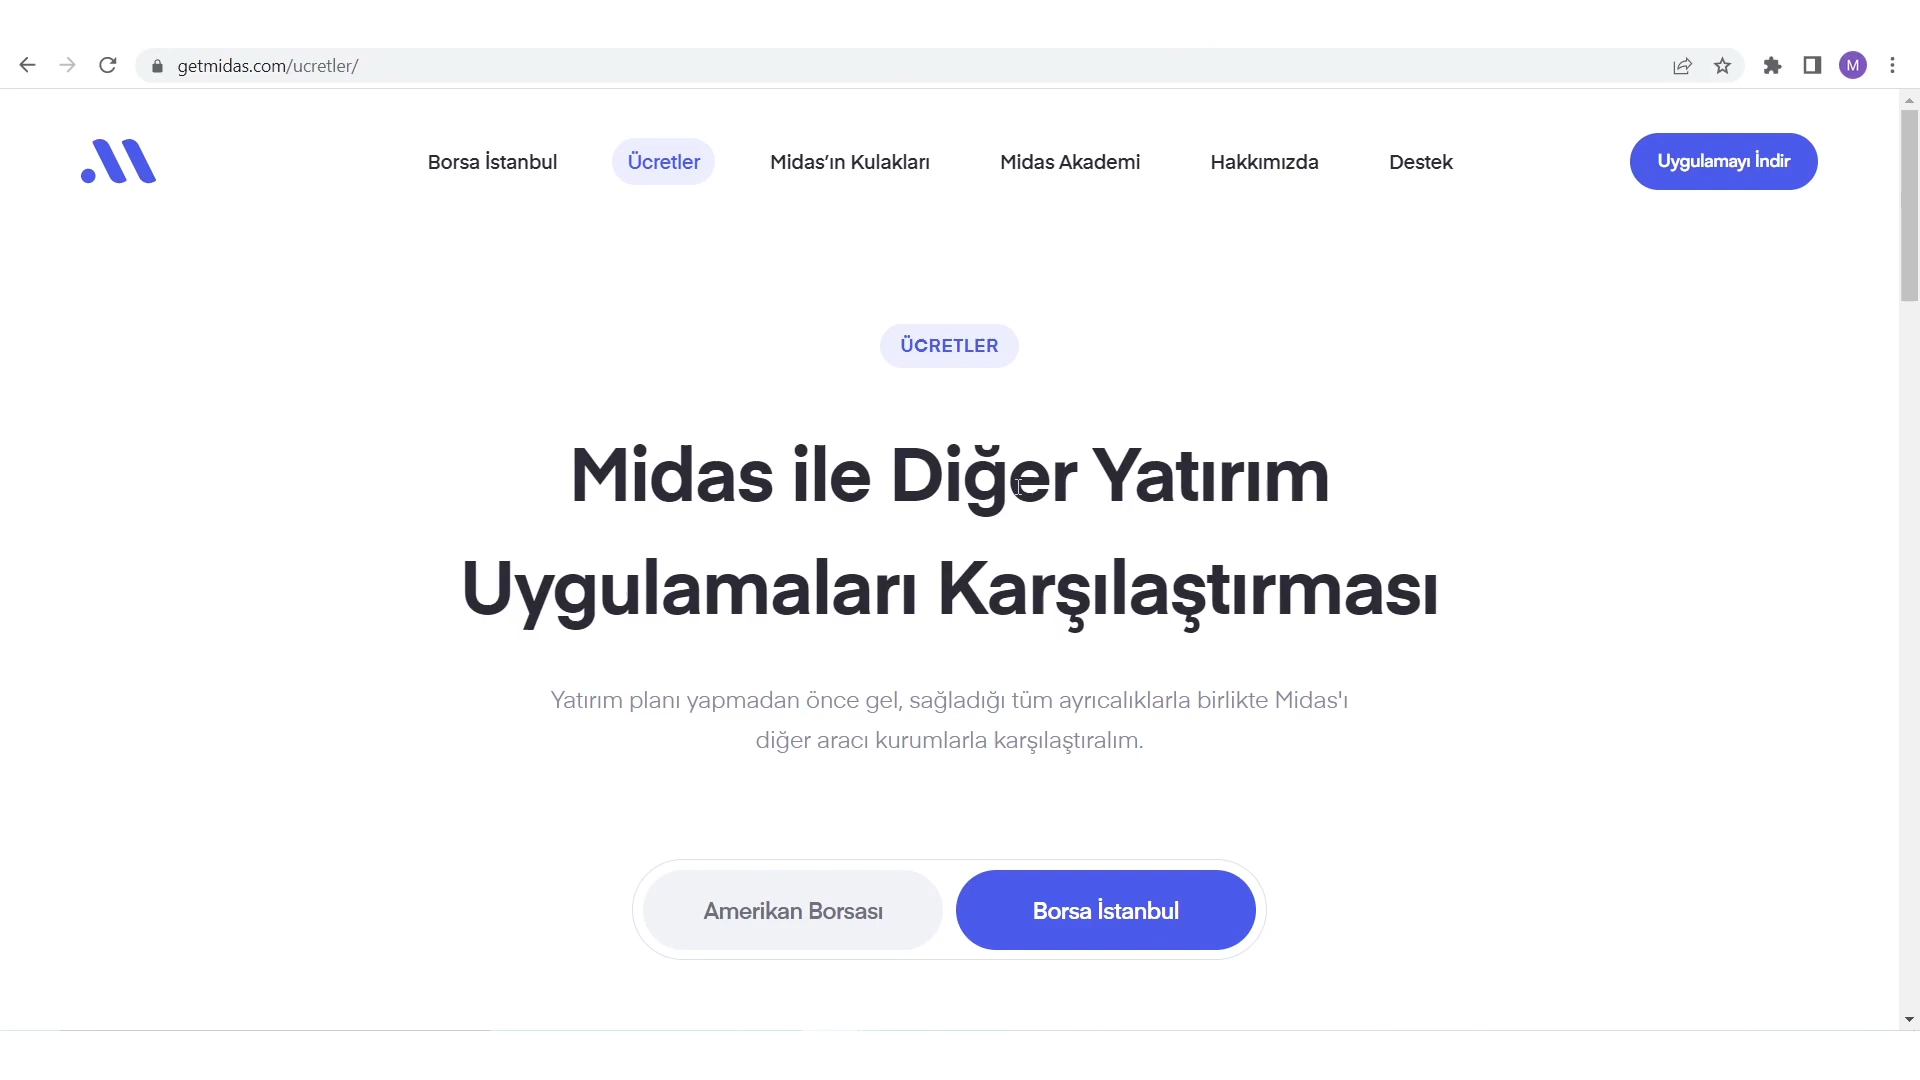 getmidas.com/ucretler/
M
Borsa İstanbul
Ücretler
Midas’ın Kulakları
Midas Akademi
Hakkımızda
Destek
Uygulamayı İndir
ÜCRETLER
Midas ile Diğer Yatırım
Uygulamaları Karşılaştırması
Yatırım planı yapmadan önce gel, sağladığı tüm ayrıcalıklarla birlikte Midas'ı
diğer aracı kurumlarla karşılaştıralım.
Amerikan Borsası
Borsa İstanbul